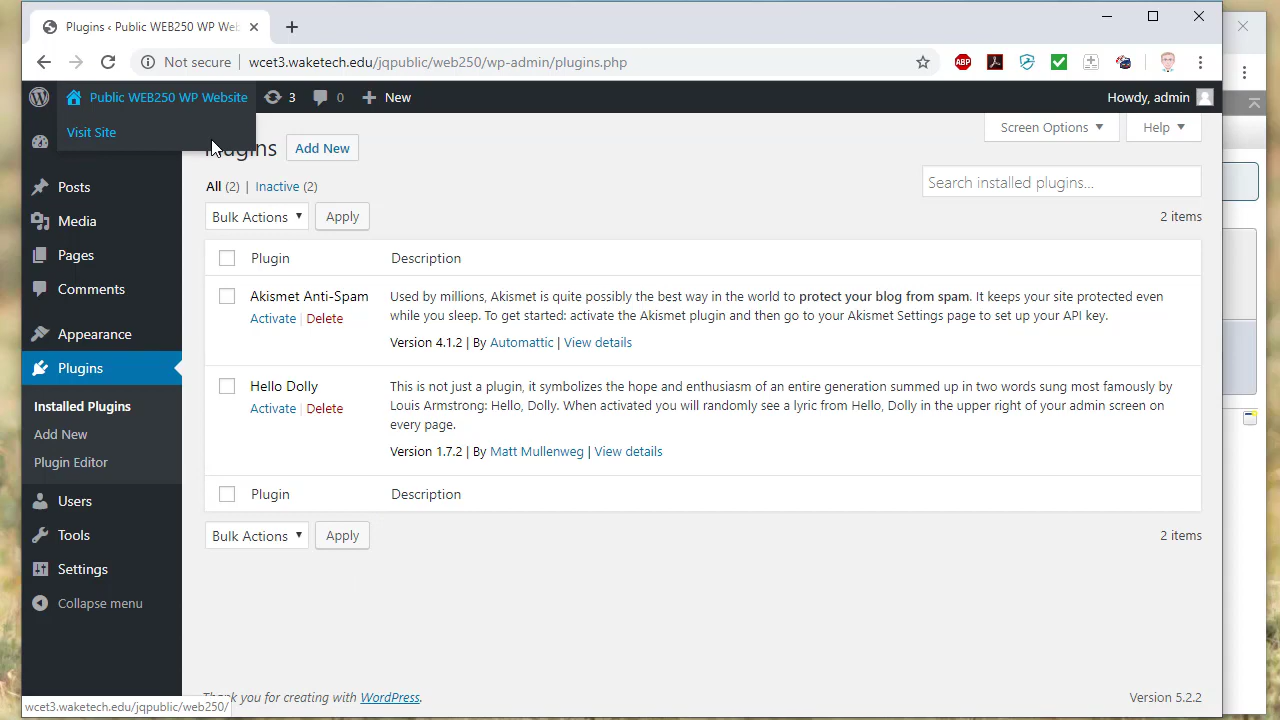 Plugins ‹ Public WEB250 WP Web
Not secure wcet3.waketech.edu/jqpublic/web250/wp-admin/plugins.php
ABP
Public WEB250 WP Website 3 0 New Howdy, admin
Visit Site
Screen Options Help
Plugins Add New
Posts
Media
Pages
Comments
Appearance
Plugins
Installed Plugins
Add New
Plugin Editor
Users
Tools
Settings
Collapse menu
All (2) | Inactive (2)
Search installed plugins...
Bulk Actions Apply 2 items
Plugin Description
Akismet Anti-Spam
Activate | Delete
Used by millions, Akismet is quite possibly the best way in the world to protect your blog from spam. It keeps your site protected even
while you sleep. To get started: activate the Akismet plugin and then go to your Akismet Settings page to set up your API key.
Version 4.1.2 | By Automattic | View details
Hello Dolly
Activate | Delete
This is not just a plugin, it symbolizes the hope and enthusiasm of an entire generation summed up in two words sung most famously by
Louis Armstrong: Hello, Dolly. When activated you will randomly see a lyric from Hello, Dolly in the upper right of your admin screen on
every page.
Version 1.7.2 | By Matt Mullenweg | View details
Plugin Description
Bulk Actions Apply 2 items
Thank you for creating with WordPress. Version 5.2.2
wcet3.waketech.edu/jqpublic/web250/